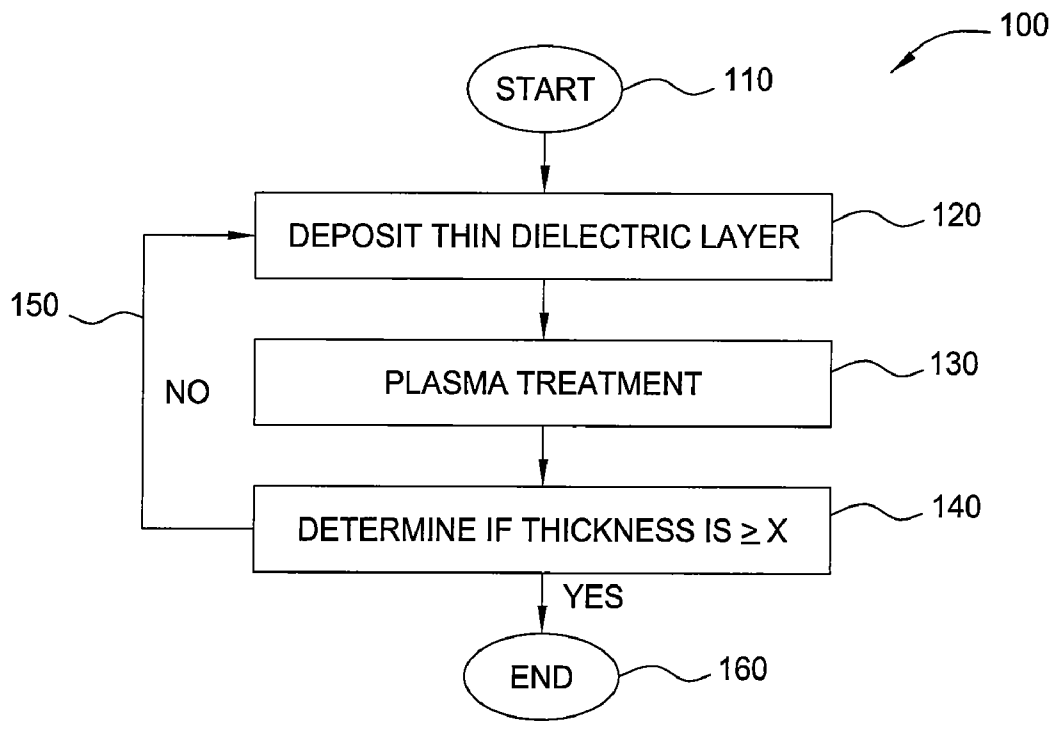 100
START
110
DEPOSIT THIN DIELECTRIC LAYER
120
150
NO
PLASMA TREATMENT
130
DETERMINE IF THICKNESS IS ≥ X
140
YES
END
160